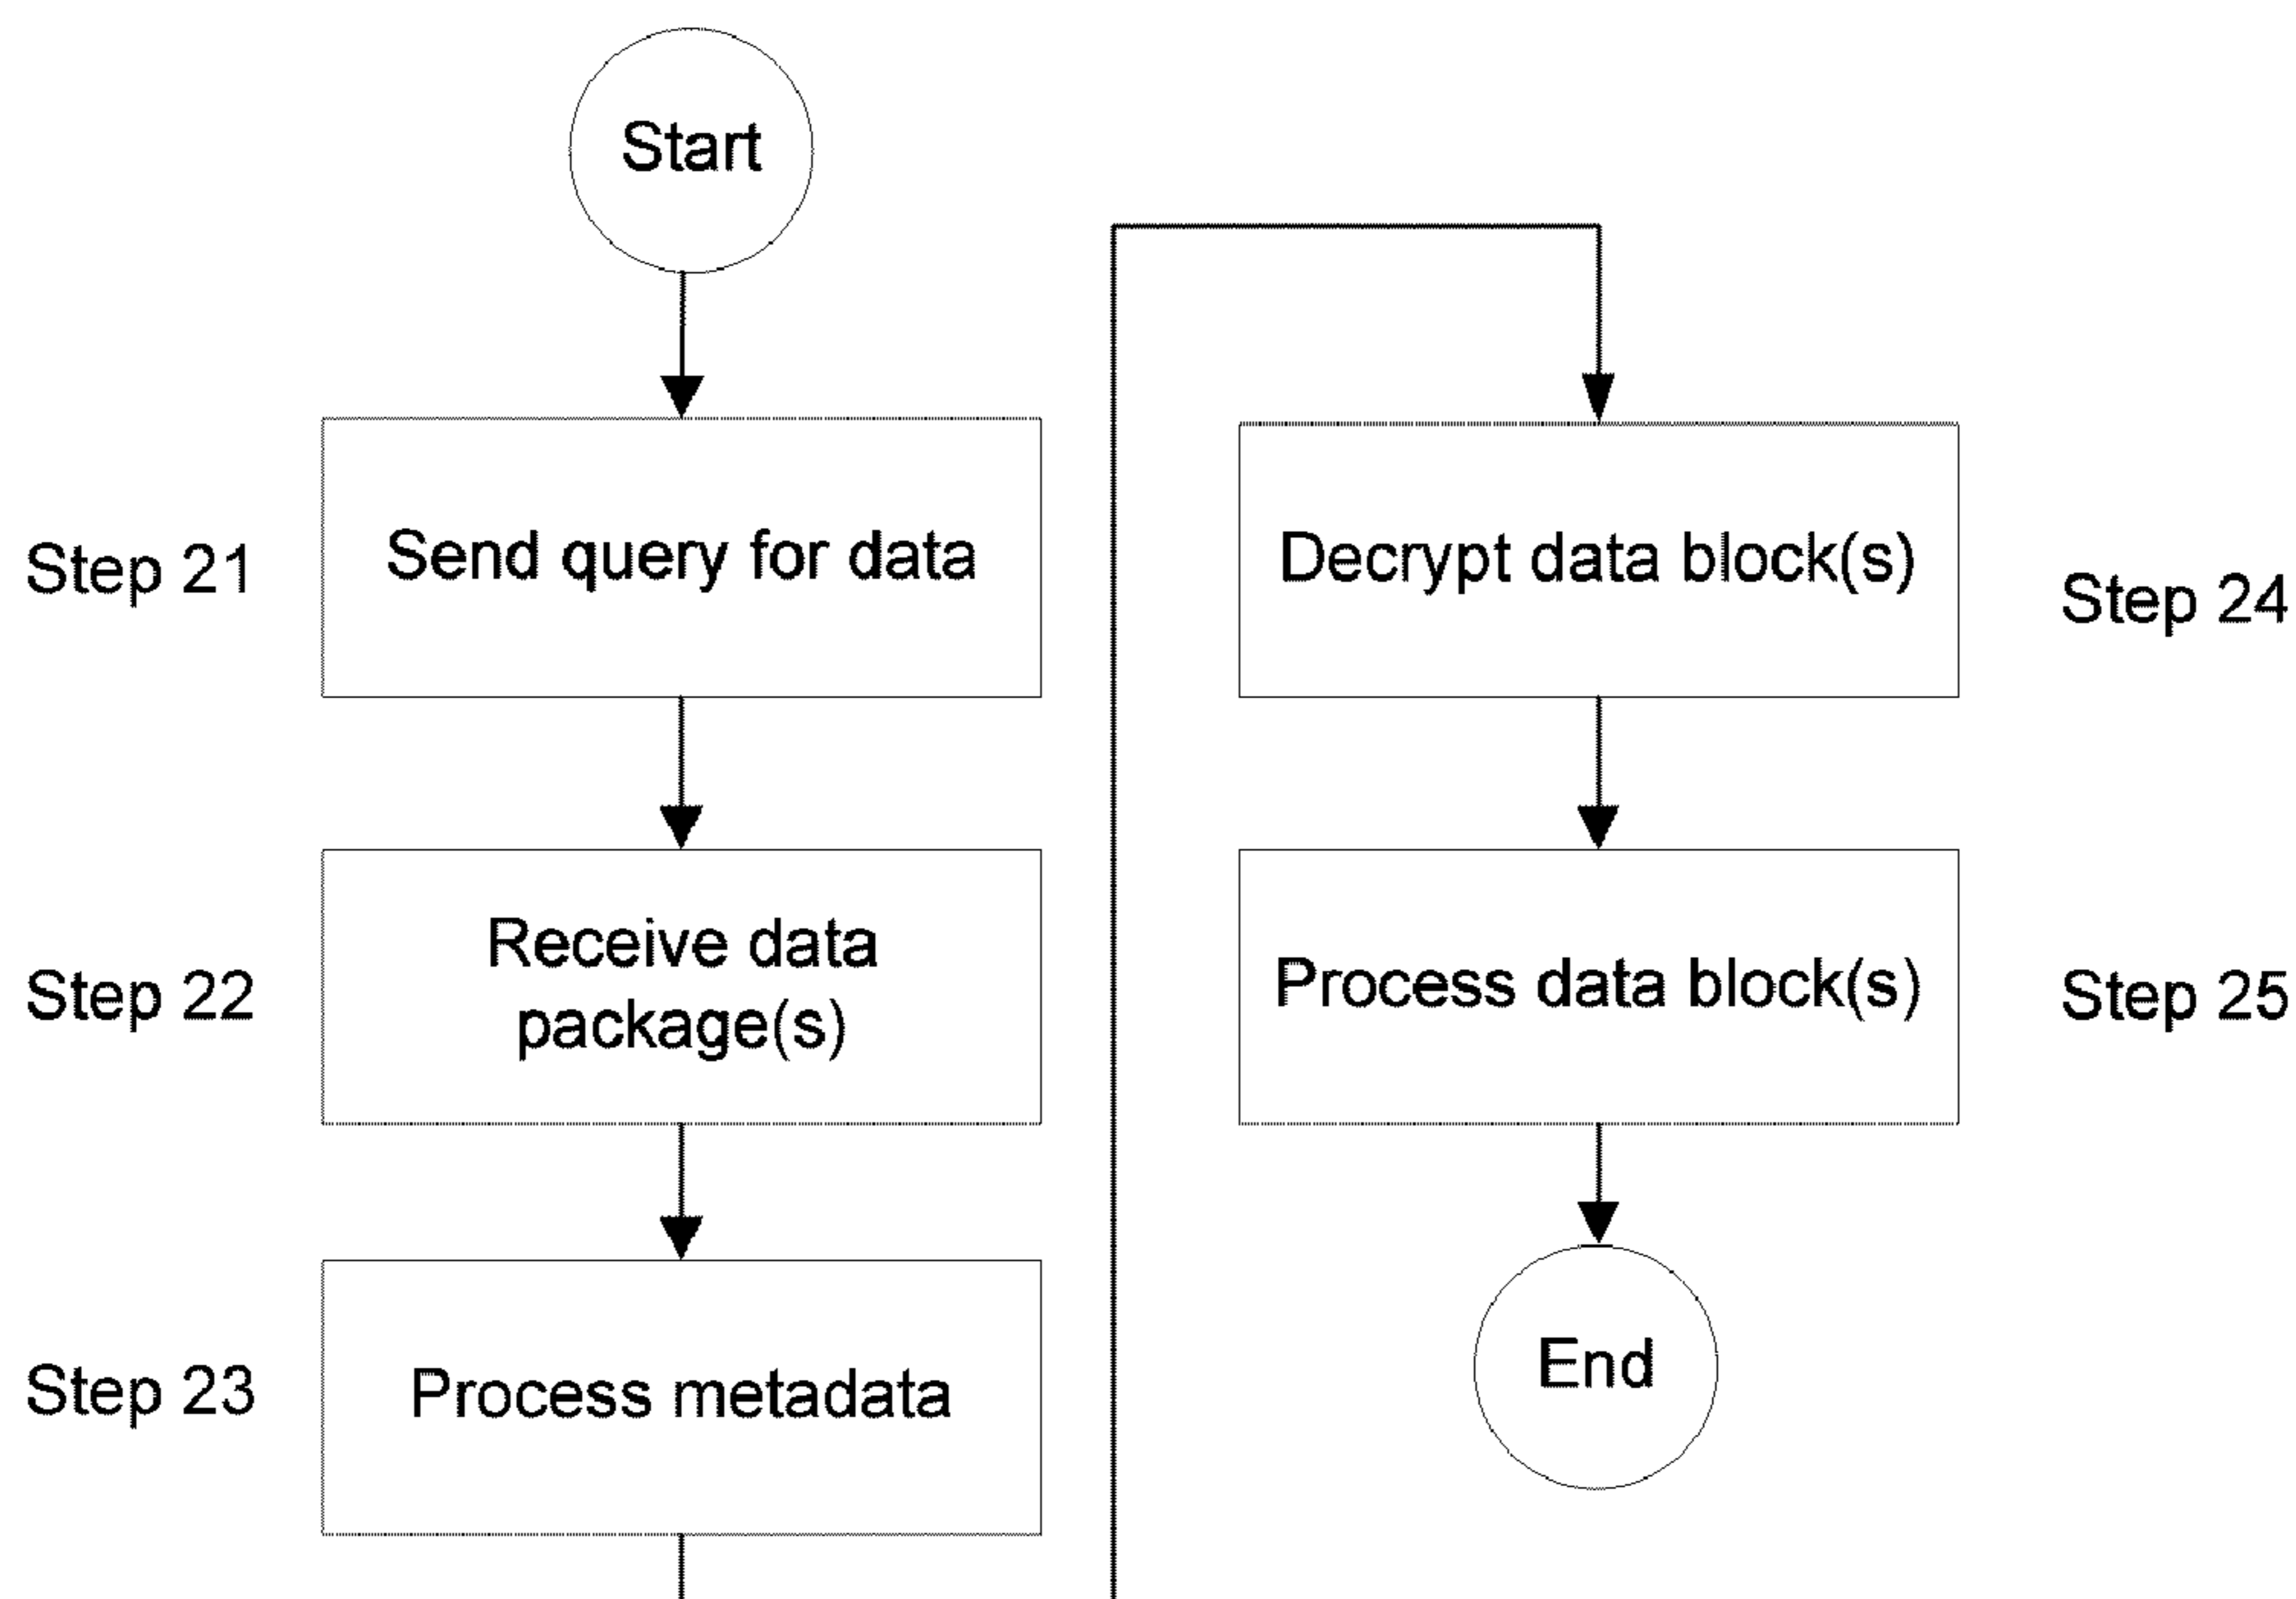 Start
Step 21
Send query for data
Step 22
Receive data
package(s)
Step 23
Process metadata
Decrypt data block(s)
Step 24
Process data block(s)
Step 25
End